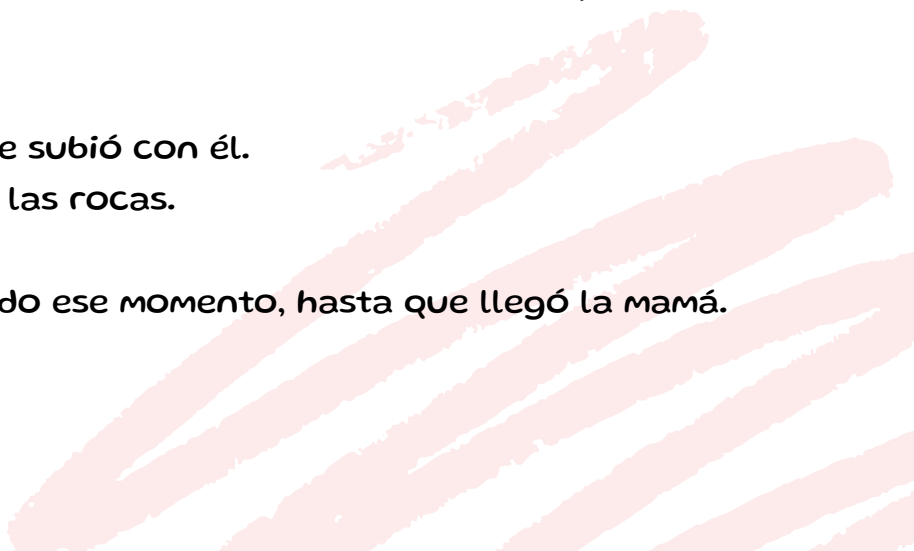 e subió con él.
las rocas.
do ese momento, hasta que llegó la mamá.